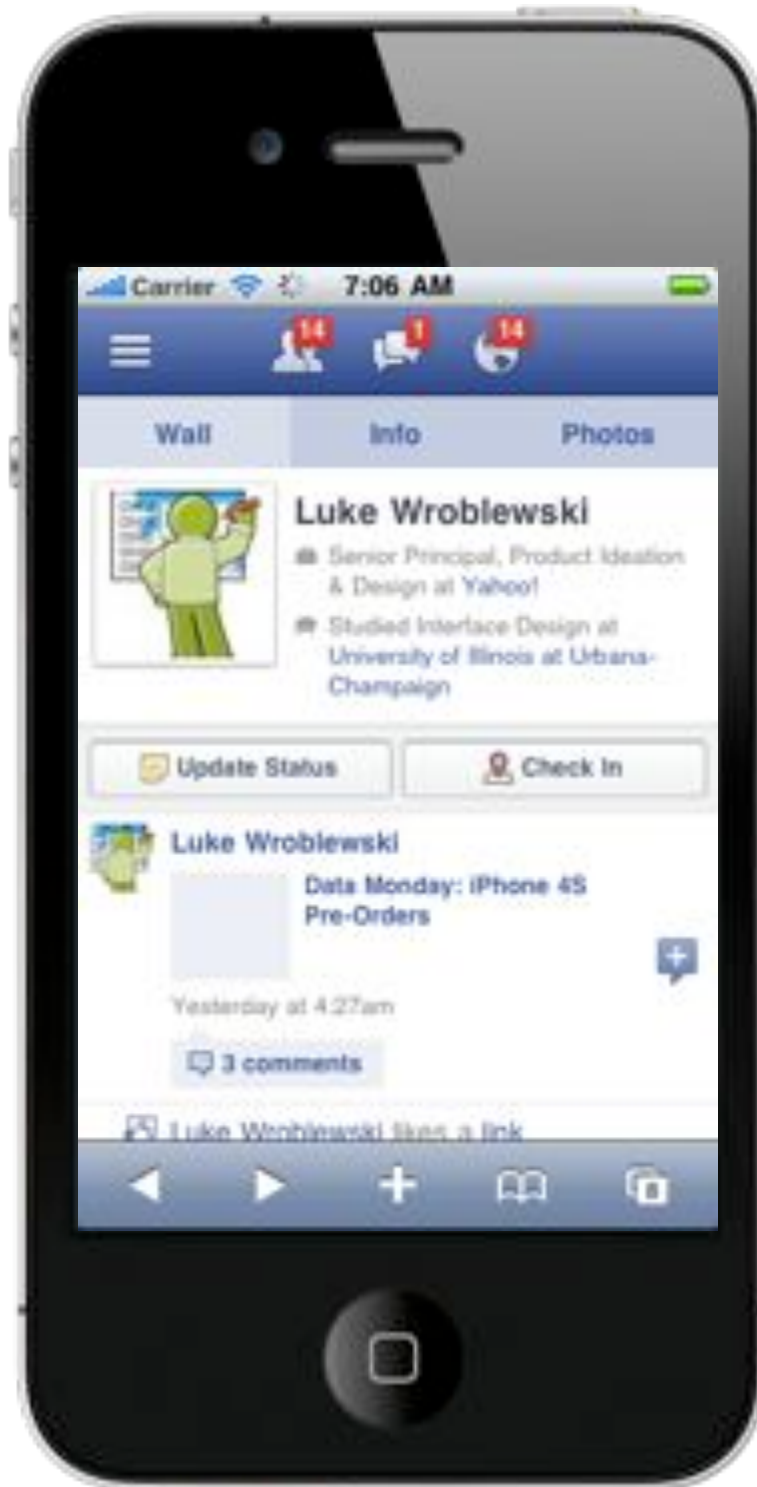 Carrier 7:06 AM
14 1 14
Wall Info Photos
Luke Wroblewski
Senior Principal, Product Ideation
& Design at Yahoo!
Studied Interface Design at
University of Illinois at Urbana-
Champaign
Update Status Check In
Luke Wroblewski
Data Monday: iPhone 4S
Pre-Orders
Yesterday at 4:27am
3 comments
Luke Wroblewski likes a link